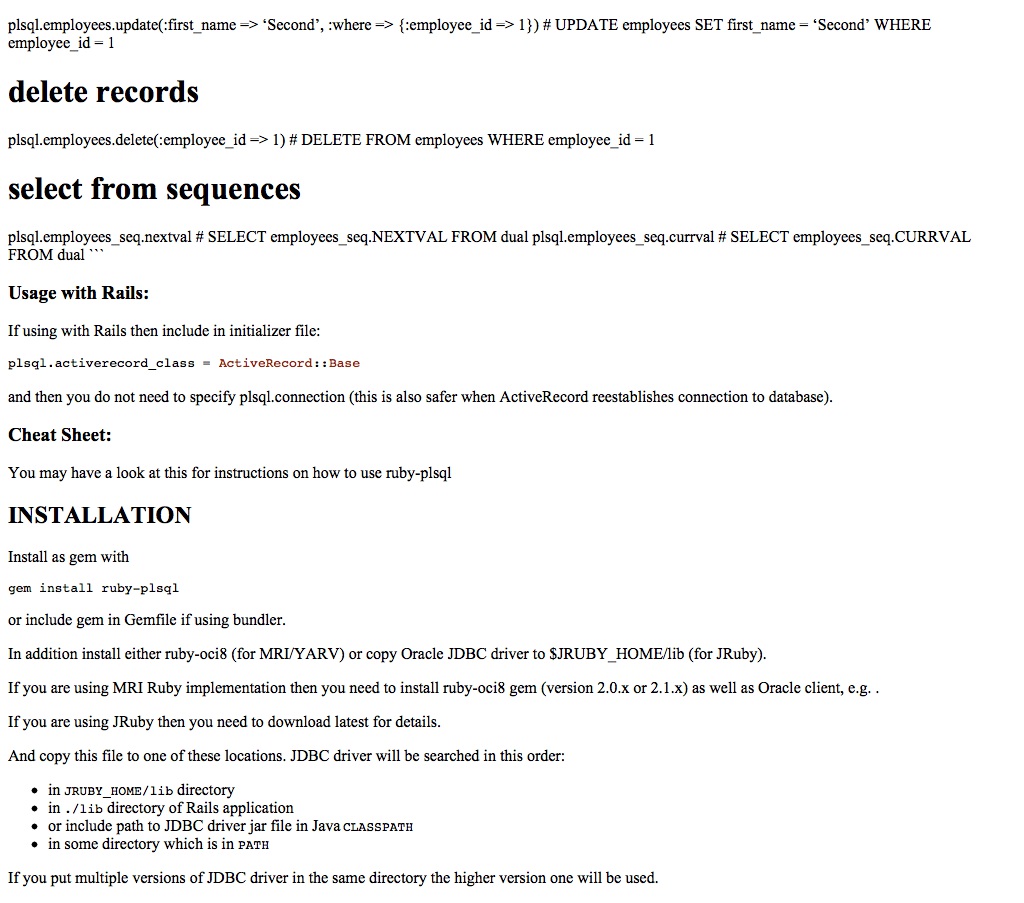 plsql.employees.update(:first_name => ‘Second’, :where => {:employee_id => 1}) # UPDATE employees SET first_name = ‘Second’ WHERE
employee_id = 1
delete records
plsql.employees.delete(:employee_id => 1) # DELETE FROM employees WHERE employee_id = 1
select from sequences
plsql.employees_seq.nextval # SELECT employees_seq.NEXTVAL FROM dual plsql.employees_seq.currval # SELECT employees_seq.CURRVAL
FROM dual ```
Usage with Rails:
If using with Rails then include in initializer file:
plsql.activerecord_class = ActiveRecord::Base
and then you do not need to specify plsql.connection (this is also safer when ActiveRecord reestablishes connection to database).
Cheat Sheet:
You may have a look at this for instructions on how to use ruby-plsql
INSTALLATION
Install as gem with
gem install ruby-plsql
or include gem in Gemfile if using bundler.
In addition install either ruby-oci8 (for MRI/YARV) or copy Oracle JDBC driver to $JRUBY_HOME/lib (for JRuby).
If you are using MRI Ruby implementation then you need to install ruby-oci8 gem (version 2.0.x or 2.1.x) as well as Oracle client, e.g. .
If you are using JRuby then you need to download latest for details.
And copy this file to one of these locations. JDBC driver will be searched in this order:
• in JRUBY_HOME/lib directory
• in ./lib directory of Rails application
• or include path to JDBC driver jar file in Java CLASSPATH
• in some directory which is in PATH
If you put multiple versions of JDBC driver in the same directory the higher version one will be used.